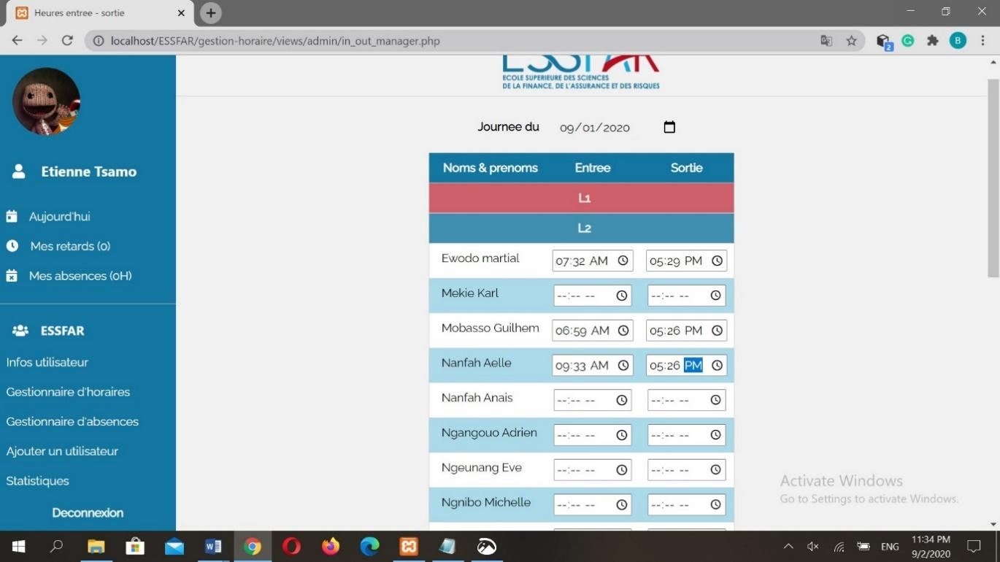 Heures entree - sortie
localhost/ESSFAR/gestion-horaire/views/admin/in_out_manager.php
2
B
ESSFAR
ECOLE SUPERIEURE DES SCIENCES
DE LA FINANCE, DE L'ASSURANCE ET DES RISQUES
Etienne Tsamo
Aujourd'hui
Mes retards (0)
Mes absences (0H)
ESSFAR
Infos utilisateur
Gestionnaire d'horaires
Gestionnaire d'absences
Ajouter un utilisateur
Statistiques
Deconnexion
Journee du 09/01/2020
Noms & prenoms Entree Sortie
L1
L2
Ewodo martial 07:32 AM 05:29 PM
Mekie Karl --:-- -- --:-- --
Mobasso Guilhem 06:59 AM 05:26 PM
Nanfah Aelle 09:33 AM 05:26 PM
Nanfah Anais --:-- -- --:-- --
Ngangouo Adrien --:-- -- --:-- --
Ngeunang Eve --:-- -- --:-- --
Ngnibo Michelle --:-- -- --:-- --
Activate Windows
Go to Settings to activate Windows.
ENG
11:34 PM
9/2/2020